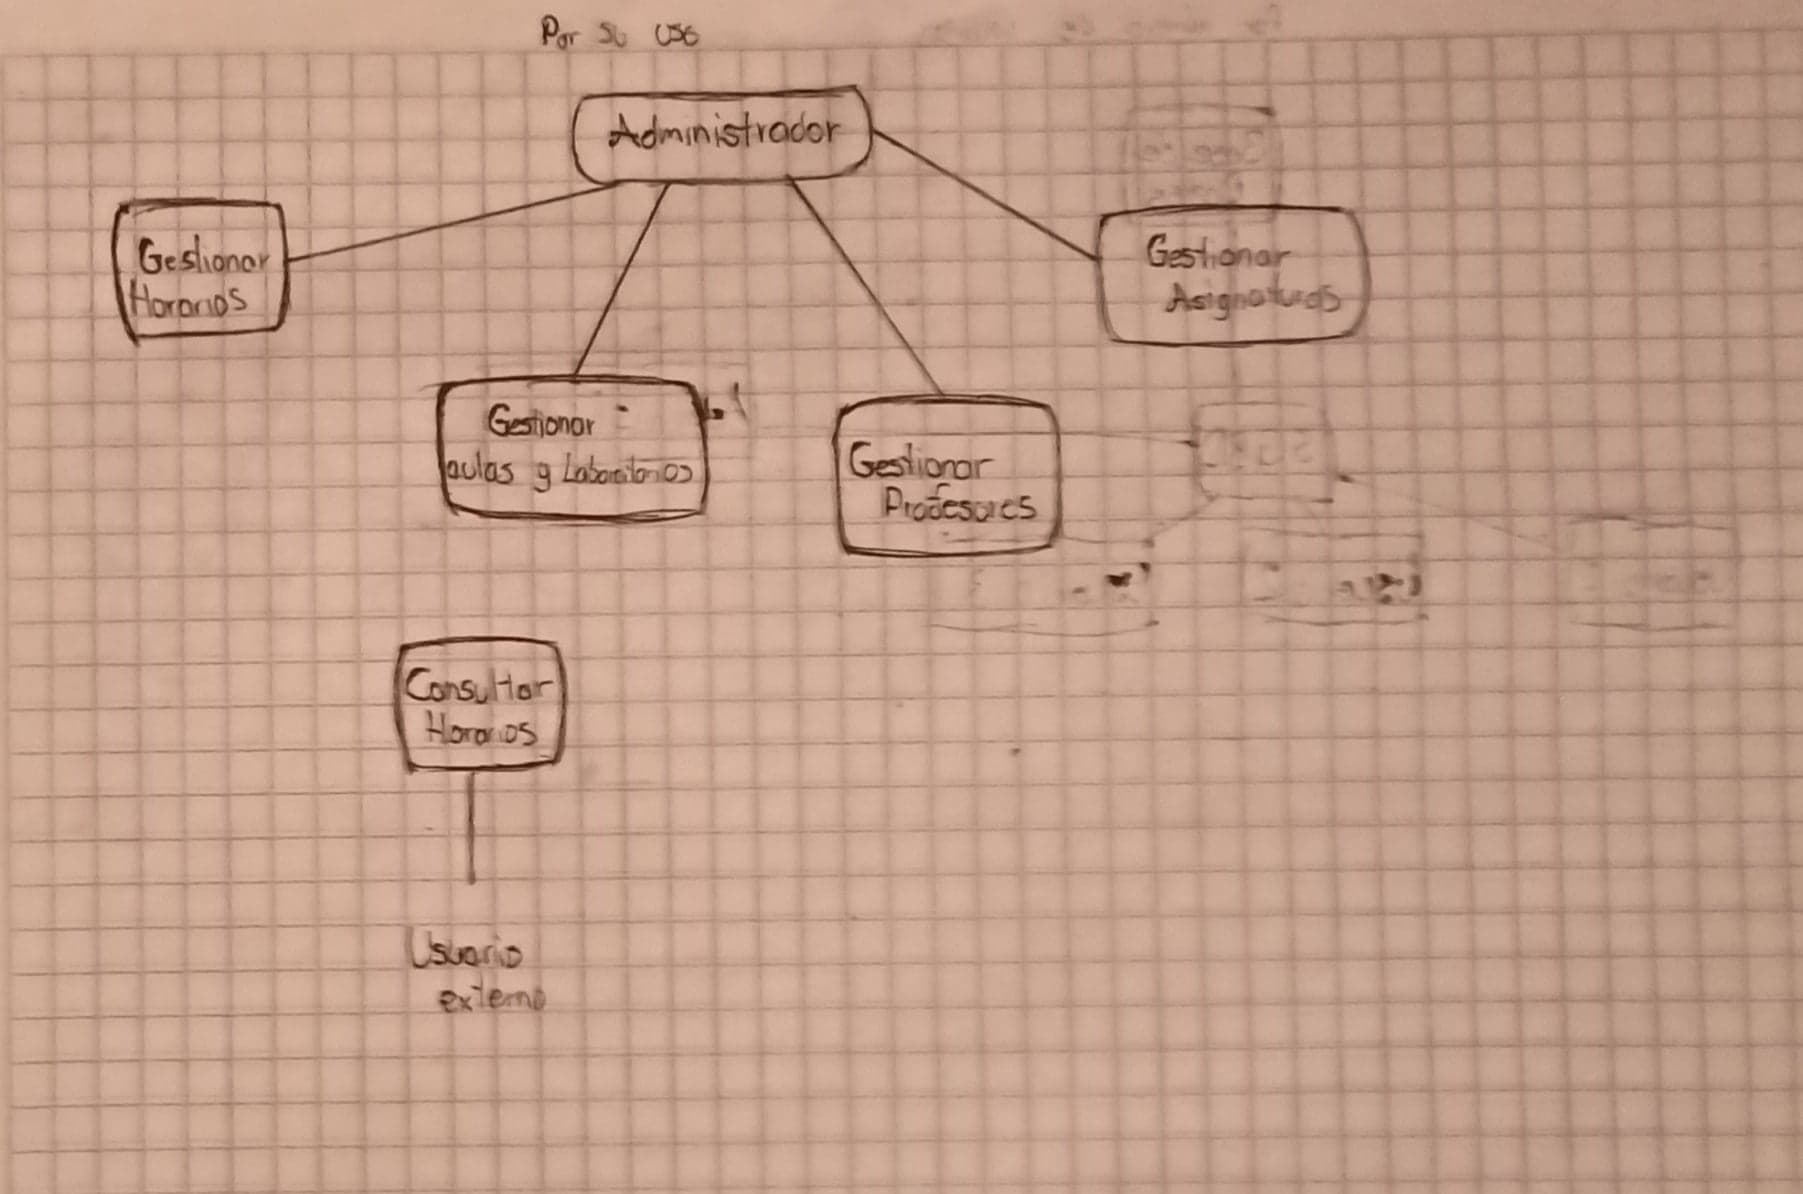 Por su uso
Administrador
Gestionar
Horarios
Gestionar
Asignaturas
Gestionar
aulas y Laboratorios
Gestionar
Profesores
Consultar
Horarios
Usuario
externo